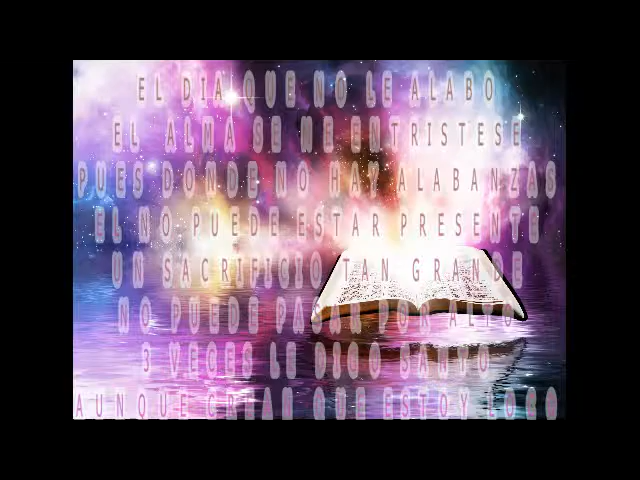 EL DIA QUE NO LE ALABO
EL ALMA SE ME ENTRISTESE
PUES DONDE NO HAY ALABANZAS
EL NO PUEDE ESTAR PRESENTE
UN SACRIFICIO TAN GRANDE
NO PUEDE PASAR POR ALTO
3 VECES LE DIGO SANTO
AUNQUE CREAN QUE ESTOY LOCO